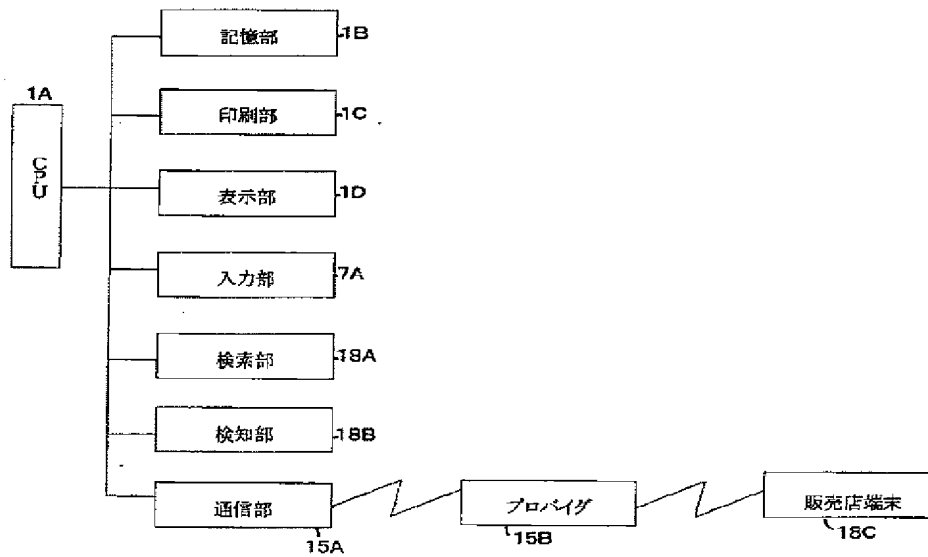 記憶部
1B
1A
印刷部
1C
CPU
表示部
1D
入力部
7A
検索部
18A
検知部
18B
通信部
プロバイダ
販売店端末
15A
15B
18C